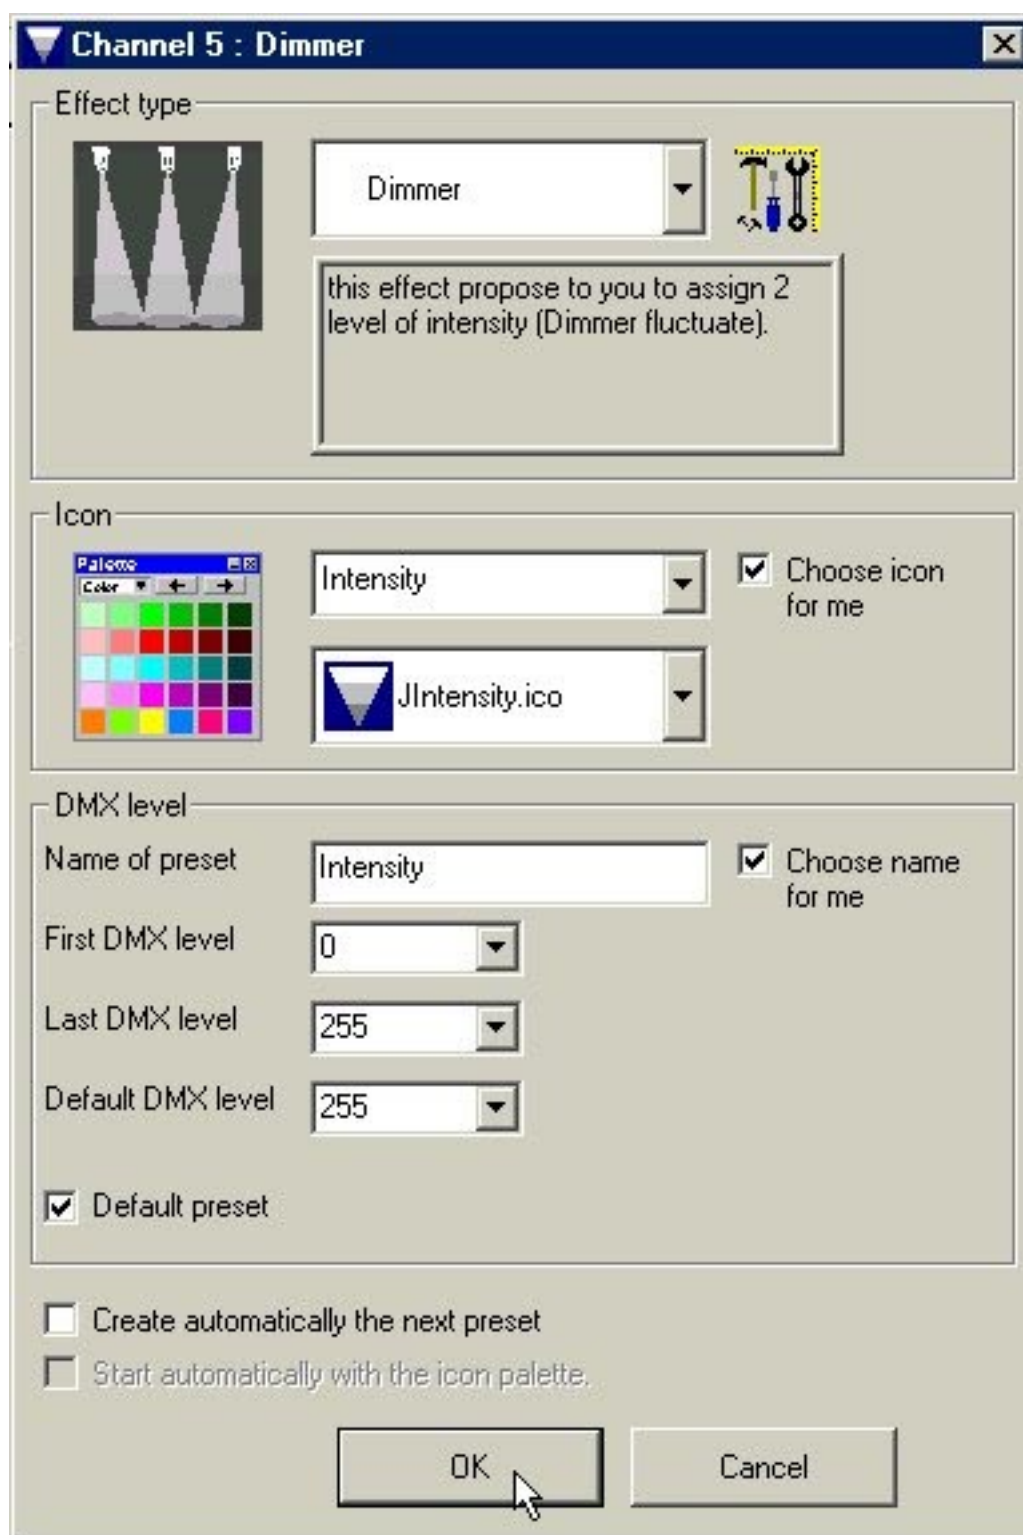 Channel 5 : Dimmer
Effect type
Dimmer
this effect propose to you to assign 2
level of intensity (Dimmer fluctuate).
Icon
Palette
Color
Intensity
Choose icon
for me
JIntensity.ico
DMX level
Name of preset
Intensity
Choose name
for me
First DMX level
0
Last DMX level
255
Default DMX level
255
Default preset
Create automatically the next preset
Start automatically with the icon palette.
OK
Cancel